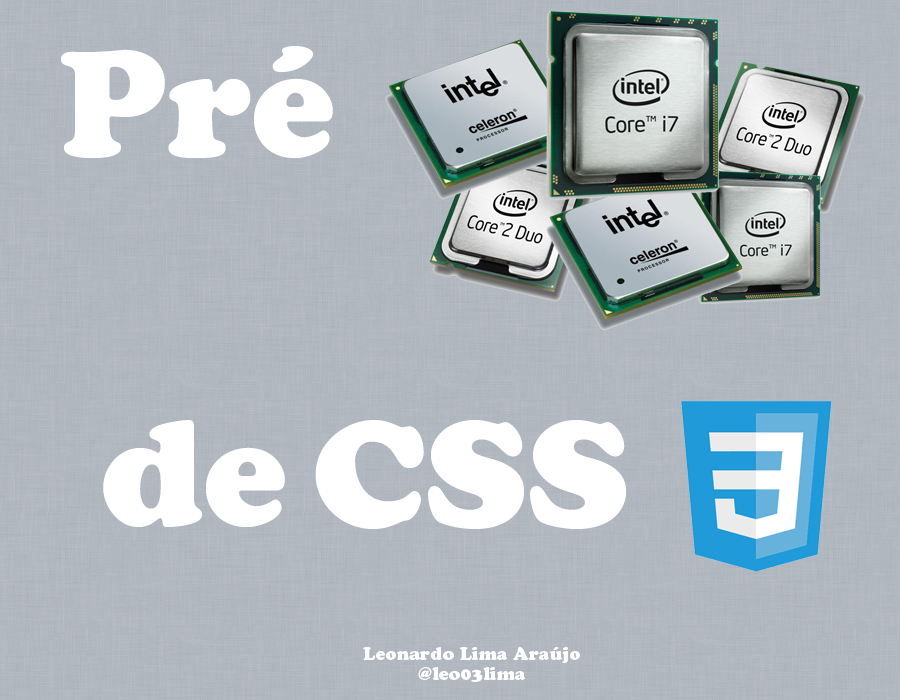 Pré
intel®
celeron®
PROCESSOR
intel®
Core™ i7
intel®
Core™2 Duo
intel®
Core™2 Duo
intel®
celeron®
PROCESSOR
intel®
Core™ i7
de CSS
3
Leonardo Lima Araújo
@leo03lima